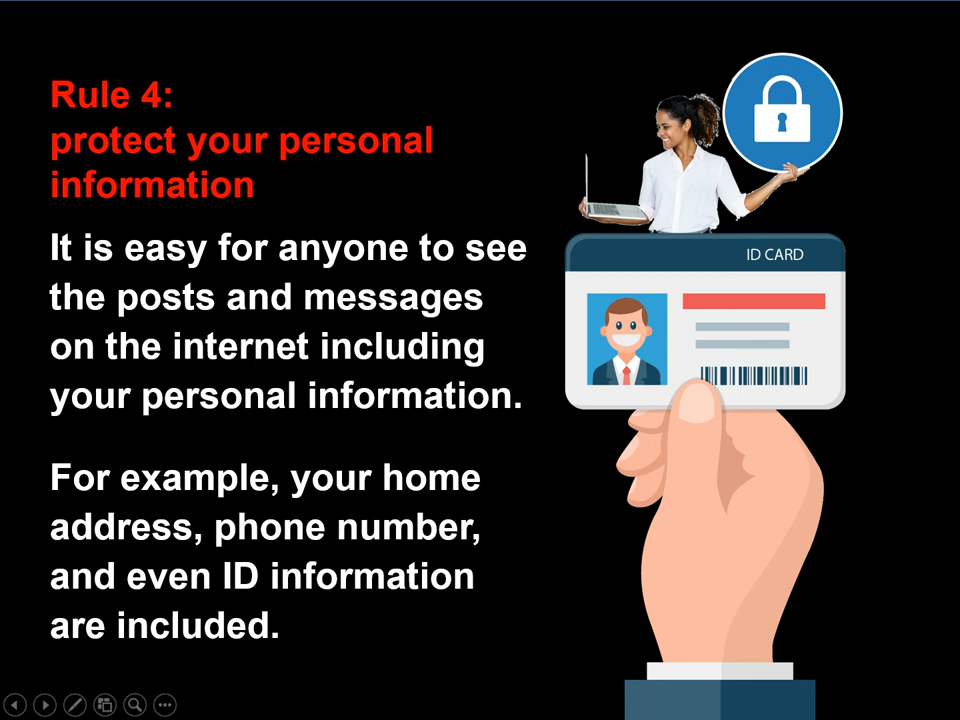 Rule 4:
protect your personal
information
It is easy for anyone to see
the posts and messages
on the internet including
your personal information.
For example, your home
address, phone number,
and even ID information
are included.
ID CARD